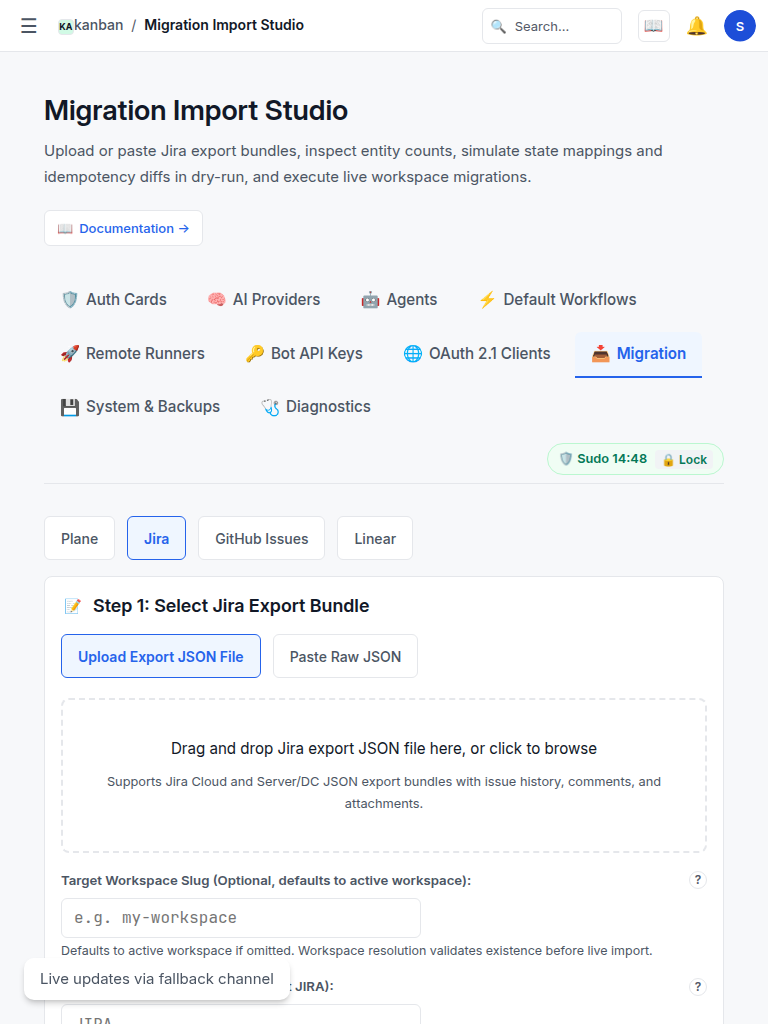 KA kanban / Migration Import Studio
Search...
S
Migration Import Studio
Upload or paste Jira export bundles, inspect entity counts, simulate state mappings and
idempotency diffs in dry-run, and execute live workspace migrations.
Documentation →
Auth Cards
AI Providers
Agents
Default Workflows
Remote Runners
Bot API Keys
OAuth 2.1 Clients
Migration
System & Backups
Diagnostics
Sudo 14:48
Lock
Plane
Jira
GitHub Issues
Linear
Step 1: Select Jira Export Bundle
Upload Export JSON File
Paste Raw JSON
Drag and drop Jira export JSON file here, or click to browse
Supports Jira Cloud and Server/DC JSON export bundles with issue history, comments, and
attachments.
Target Workspace Slug (Optional, defaults to active workspace):
?
e.g. my-workspace
Defaults to active workspace if omitted. Workspace resolution validates existence before live import.
Live updates via fallback channel
JIRA):
?
JIRA